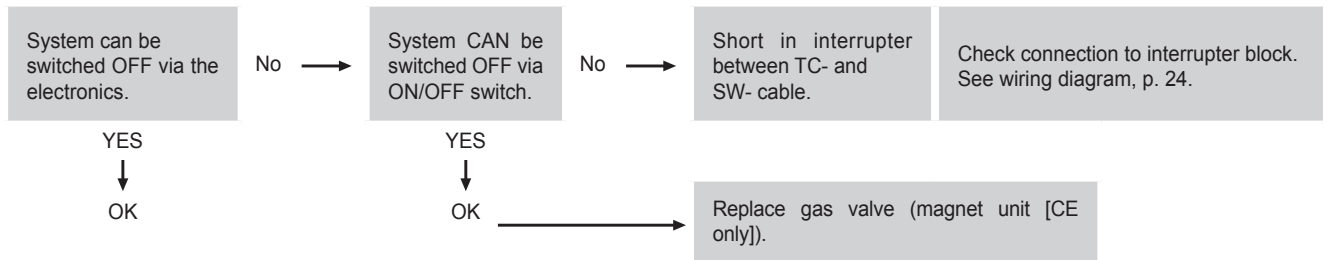 System can be
switched OFF via the
electronics.
No
System CAN be
switched OFF via
ON/OFF switch.
No
Short in interrupter
between TC- and
SW- cable.
Check connection to interrupter block.
See wiring diagram, p. 24.
YES
OK
YES
OK
Replace gas valve (magnet unit [CE
only]).